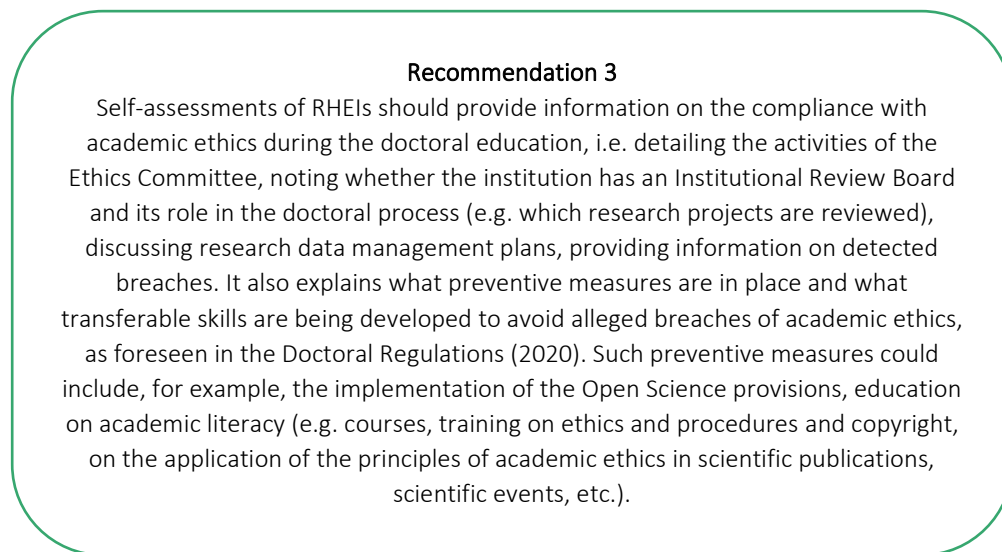 Recommendation 3
Self-assessments of RHEIs should provide information on the compliance with
academic ethics during the doctoral education, i.e. detailing the activities of the
Ethics Committee, noting whether the institution has an Institutional Review Board
and its role in the doctoral process (e.g. which research projects are reviewed),
discussing research data management plans, providing information on detected
breaches. It also explains what preventive measures are in place and what
transferable skills are being developed to avoid alleged breaches of academic ethics,
as foreseen in the Doctoral Regulations (2020). Such preventive measures could
include, for example, the implementation of the Open Science provisions, education
on academic literacy (e.g. courses, training on ethics and procedures and copyright,
on the application of the principles of academic ethics in scientific publications,
scientific events, etc.).